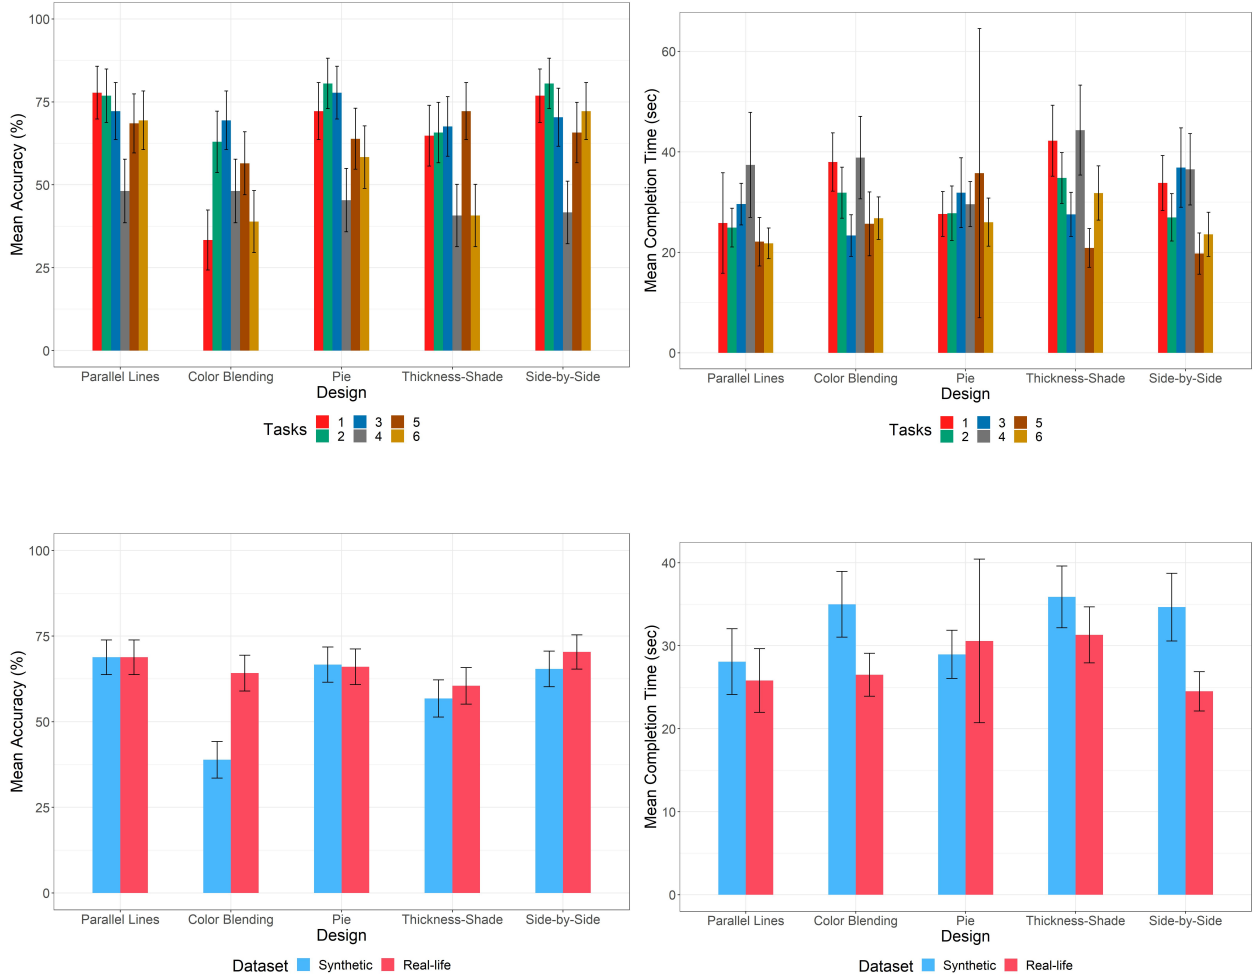 Mean Accuracy (%)
100
75
50
25
0
Parallel Lines Color Blending Pie Thickness-Shade Side-by-Side
Design
Tasks 1 3 5
2 4 6
Mean Completion Time (sec)
60
40
20
0
Parallel Lines Color Blending Pie Thickness-Shade Side-by-Side
Design
Tasks 1 3 5
2 4 6
Mean Accuracy (%)
100
75
50
25
0
Parallel Lines Color Blending Pie Thickness-Shade Side-by-Side
Design
Dataset Synthetic Real-life
Mean Completion Time (sec)
40
30
20
10
0
Parallel Lines Color Blending Pie Thickness-Shade Side-by-Side
Design
Dataset Synthetic Real-life